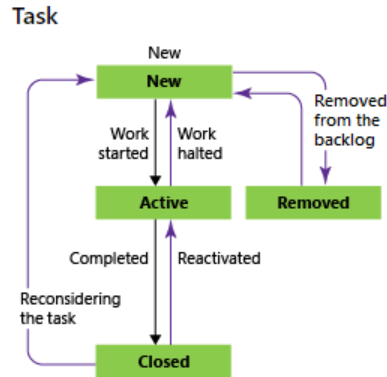 Task
New
New
Removed
from the
backlog
Work
started
Work
halted
Active
Removed
Completed
Reactivated
Reconsidering
the task
Closed